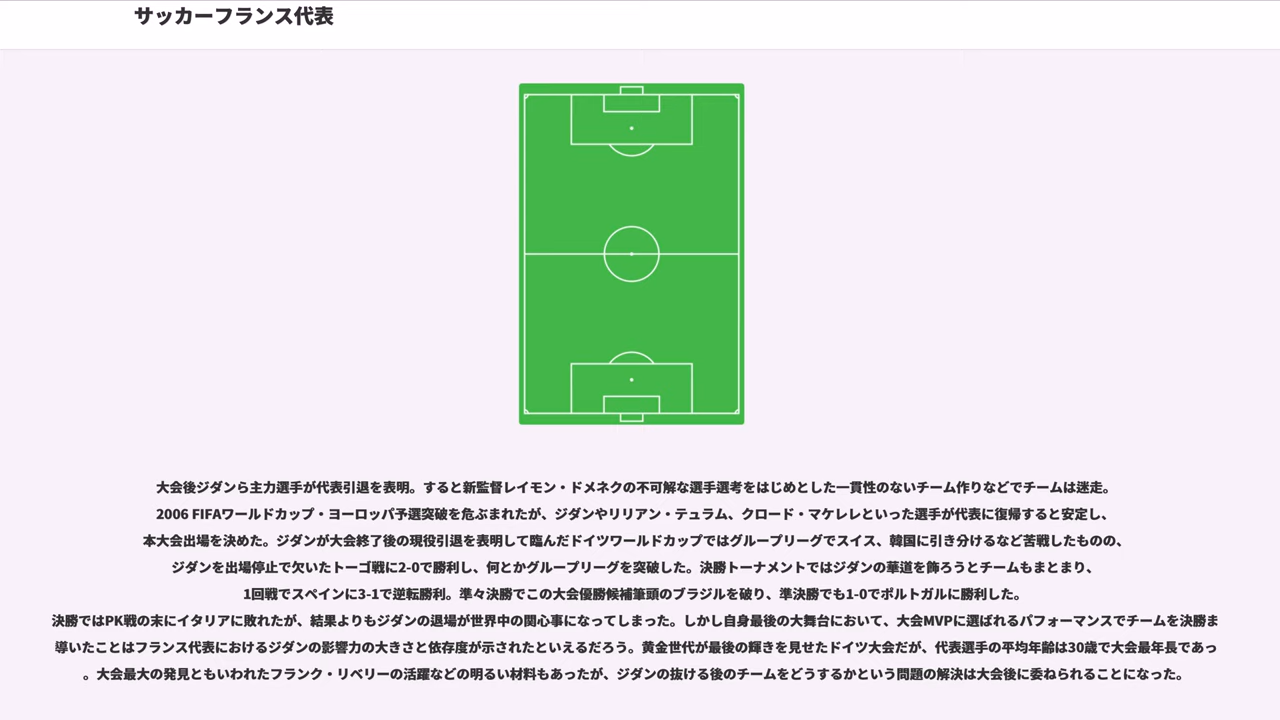 サッカーフランス代表
大会後ジダンら主力選手が代表引退を表明。すると新監督レイモン・ドメネクの不可解な選手選考をはじめとした一貫性のないチーム作りなどでチームは迷走。
2006 FIFAワールドカップ・ヨーロッパ予選突破を危ぶまれたが、ジダンやリリアン・テュラム、クロード・マケレレといった選手が代表に復帰すると安定し、
本大会出場を決めた。ジダンが大会終了後の現役引退を表明して臨んだドイツワールドカップではグループリーグでスイス、韓国に引き分けるなど苦戦したものの、
ジダンを出場停止で欠いたトーゴ戦に2-0で勝利し、何とかグループリーグを突破した。決勝トーナメントではジダンの華道を飾ろうとチームもまとまり、
1回戦でスペインに3-1で逆転勝利。準々決勝でこの大会優勝候補筆頭のブラジルを破り、準決勝でも1-0でポルトガルに勝利した。
決勝ではPK戦の末にイタリアに敗れたが、結果よりもジダンの退場が世界中の関心事になってしまった。しかし自身最後の大舞台において、大会MVPに選ばれるパフォーマンスでチームを決勝ま
導いたことはフランス代表におけるジダンの影響力の大きさと依存度が示されたといえるだろう。黄金世代が最後の輝きを見せたドイツ大会だが、代表選手の平均年齢は30歳で大会最年長であっ
。大会最大の発見ともいわれたフランク・リベリーの活躍などの明るい材料もあったが、ジダンの抜ける後のチームをどうするかという問題の解決は大会後に委ねられることになった。